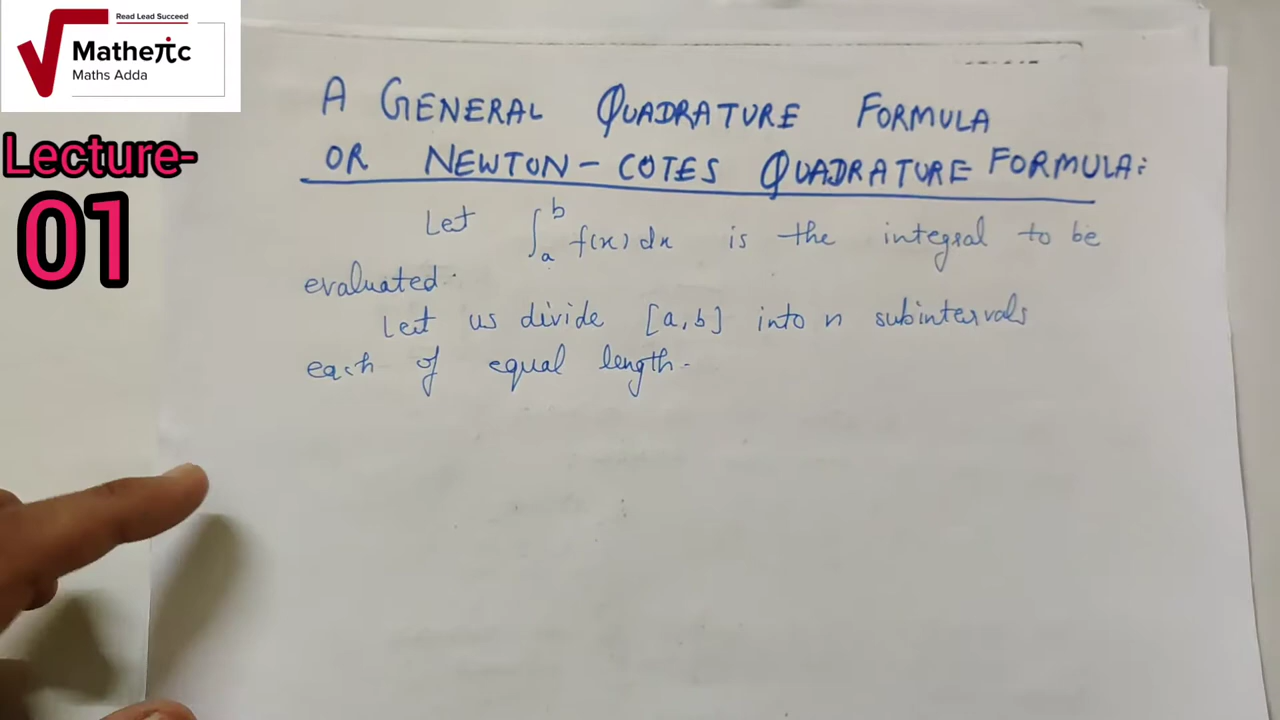 Read Lead Succeed
Matheπc
Maths Adda
Lecture-
01
A GENERAL QUADRATURE FORMULA
OR NEWTON-COTES QUADRATURE FORMULA:
Let ∫_a^b f(x) dx is the integral to be
evaluated.
Let us divide [a,b] into n subintervals
each of equal length.